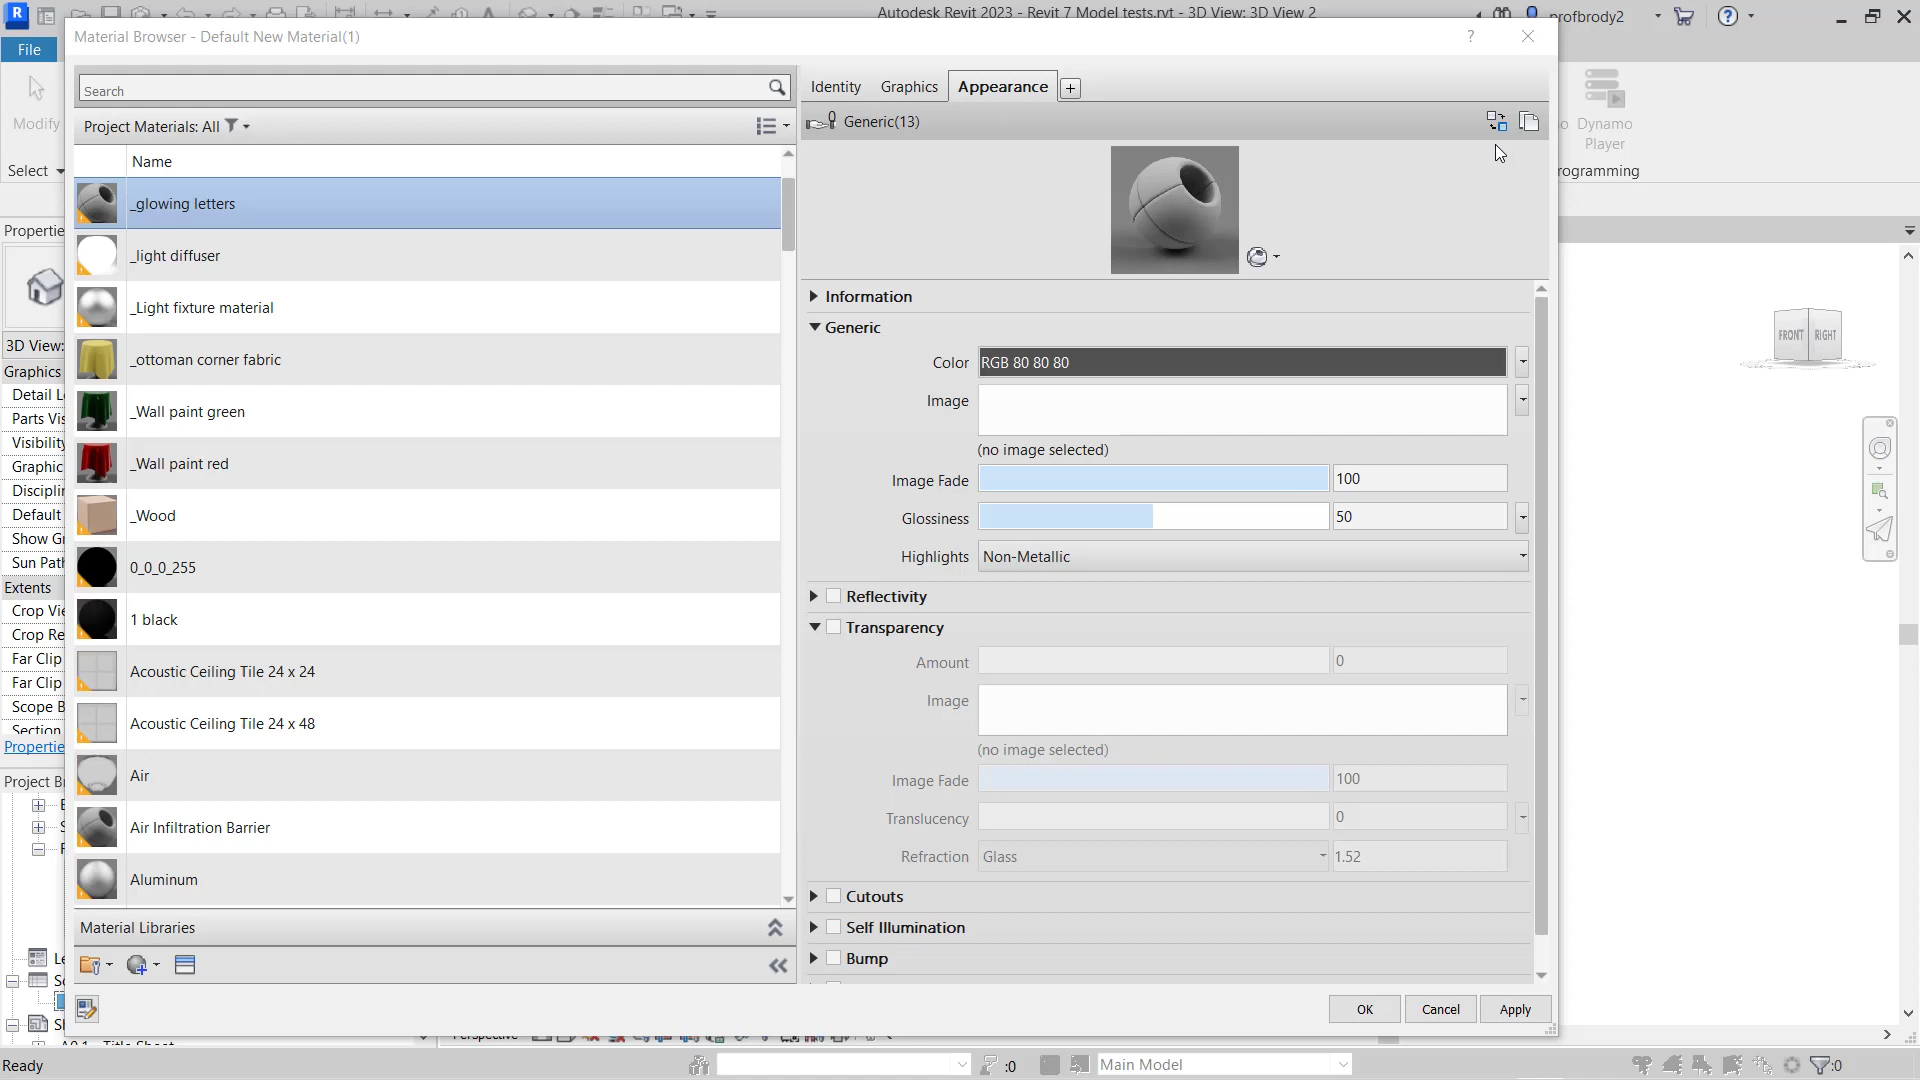 Autodesk Revit 2023 - Revit 7 Model tests.rvt - 3D View: 3D View 2
profbrody2
Material Browser - Default New Material(1)
File
Search
Identity
Graphics
Appearance
Modify
Project Materials: All
Generic(13)
Dynamo
Player
Select
Name
rogramming
_glowing letters
Propertie
_light diffuser
Information
_Light fixture material
Generic
FRONT
RIGHT
3D View:
Color
RGB 80 80 80
_ottoman corner fabric
Graphics
Detail Le
Image
Parts Vis
_Wall paint green
Visibility
(no image selected)
Graphic
_Wall paint red
Image Fade
100
Disciplin
Default
_Wood
Glossiness
50
Show Gr
Sun Path
0_0_0_255
Highlights
Non-Metallic
Extents
Reflectivity
Crop Vie
1 black
Transparency
Crop Re
Far Clip
Acoustic Ceiling Tile 24 x 24
Amount
0
Far Clip
Image
Scope B
Acoustic Ceiling Tile 24 x 48
Section
(no image selected)
Propertie
Project Br
Air
Image Fade
100
Translucency
0
Air Infiltration Barrier
Refraction
Glass
1.52
Aluminum
Cutouts
Material Libraries
Self Illumination
Bump
OK
Cancel
Apply
Perspective
Ready
:0
Main Model
:0